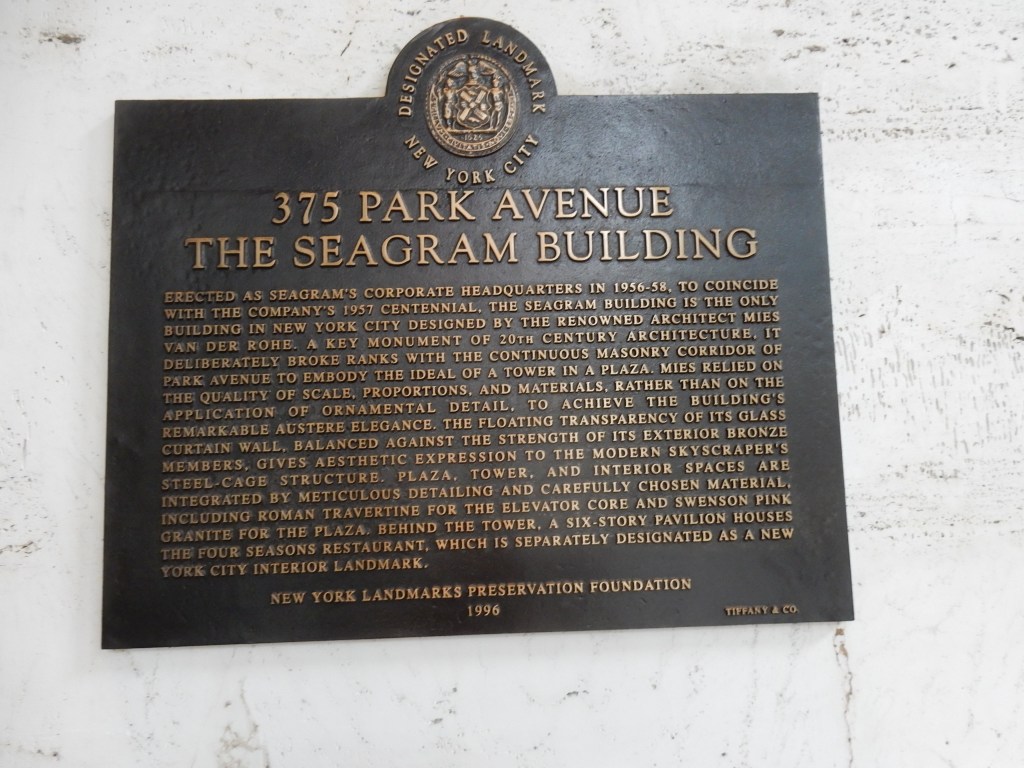 DESIGNATED LANDMARK
NEW YORK CITY
375 PARK AVENUE
THE SEAGRAM BUILDING
ERECTED AS SEAGRAM'S CORPORATE HEADQUARTERS IN 1956-58, TO COINCIDE
WITH THE COMPANY'S 1957 CENTENNIAL, THE SEAGRAM BUILDING IS THE ONLY
BUILDING IN NEW YORK CITY DESIGNED BY THE RENOWNED ARCHITECT MIES
VAN DER ROHE. A KEY MONUMENT OF 20TH CENTURY ARCHITECTURE, IT
DELIBERATELY BROKE RANKS WITH THE CONTINUOUS MASONRY CORRIDOR OF
PARK AVENUE TO EMBODY THE IDEAL OF A TOWER IN A PLAZA. MIES RELIED ON
THE QUALITY OF SCALE, PROPORTIONS, AND MATERIALS, RATHER THAN ON THE
APPLICATION OF ORNAMENTAL DETAIL, TO ACHIEVE THE BUILDING'S
REMARKABLE AUSTERE ELEGANCE. THE FLOATING TRANSPARENCY OF ITS GLASS
CURTAIN WALL, BALANCED AGAINST THE STRENGTH OF ITS EXTERIOR BRONZE
MEMBERS, GIVES AESTHETIC EXPRESSION TO THE MODERN SKYSCRAPER'S
STEEL-CAGE STRUCTURE. PLAZA, TOWER, AND INTERIOR SPACES ARE
INTEGRATED BY METICULOUS DETAILING AND CAREFULLY CHOSEN MATERIAL,
INCLUDING ROMAN TRAVERTINE FOR THE ELEVATOR CORE AND SWENSON PINK
GRANITE FOR THE PLAZA. BEHIND THE TOWER, A SIX-STORY PAVILION HOUSES
THE FOUR SEASONS RESTAURANT, WHICH IS SEPARATELY DESIGNATED AS A NEW
YORK CITY INTERIOR LANDMARK.
NEW YORK LANDMARKS PRESERVATION FOUNDATION
1996
TIFFANY & CO.